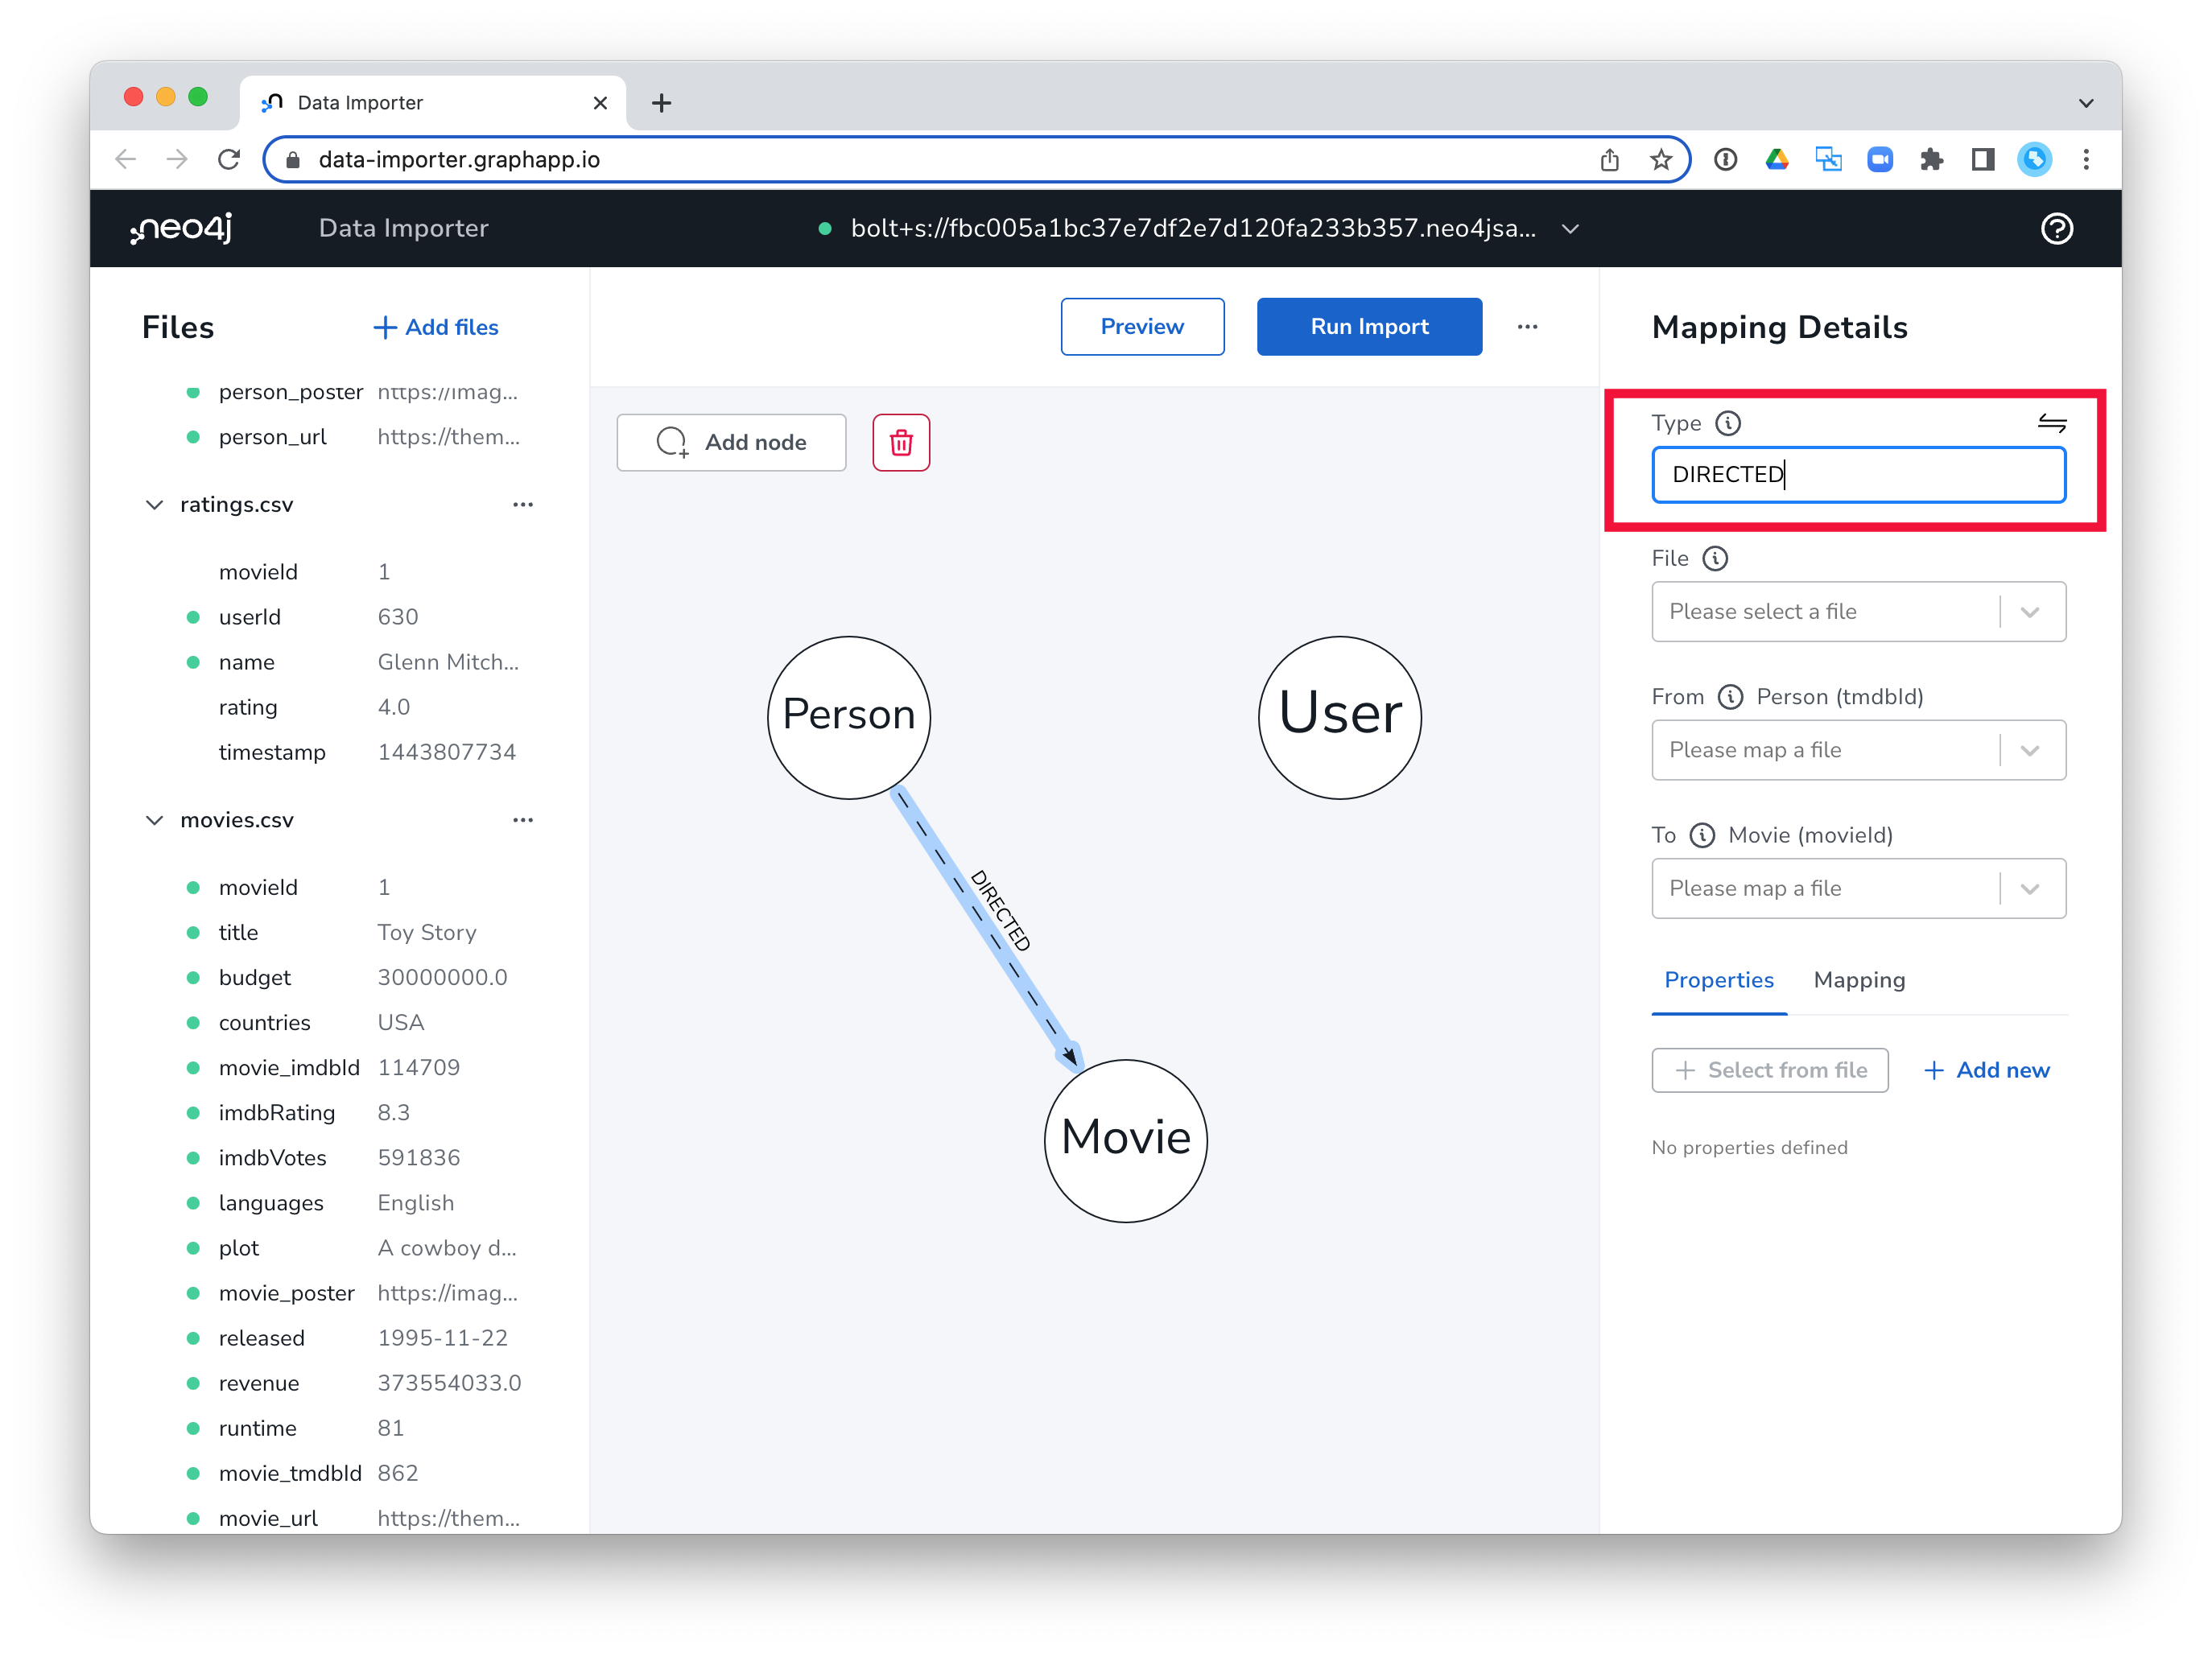 Data Importer
data-importer.graphapp.io
neo4j Data Importer bolt+s://fbc005a1bc37e7df2e7d120fa233b357.neo4jsa...
Files Add files
person_poster https://imag...
person_url https://them...
ratings.csv
movieId 1
userId 630
name Glenn Mitch...
rating 4.0
timestamp 1443807734
movies.csv
movieId 1
title Toy Story
budget 30000000.0
countries USA
movie_imdbId 114709
imdbRating 8.3
imdbVotes 591836
languages English
plot A cowboy d...
movie_poster https://imag...
released 1995-11-22
revenue 373554033.0
runtime 81
movie_tmdbId 862
movie_url https://them...
Preview Run Import
Add node
Person
User
DIRECTED
Movie
Mapping Details
Type
DIRECTED
File
Please select a file
From Person (tmdbId)
Please map a file
To Movie (movieId)
Please map a file
Properties Mapping
Select from file Add new
No properties defined